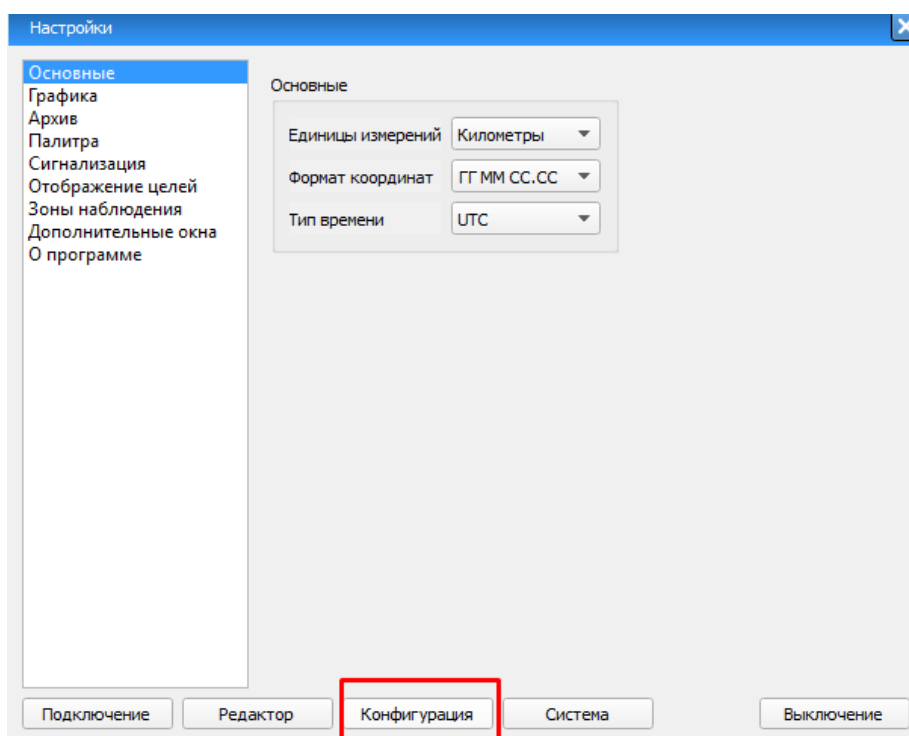 Настройки
Основные
Графика
Архив
Палитра
Сигнализация
Отображение целей
Зоны наблюдения
Дополнительные окна
О программе
Основные
Единицы измерений Километры
Формат координат ГГ ММ СС.СС
Тип времени UTC
Подключение Редактор Конфигурация Система Выключение